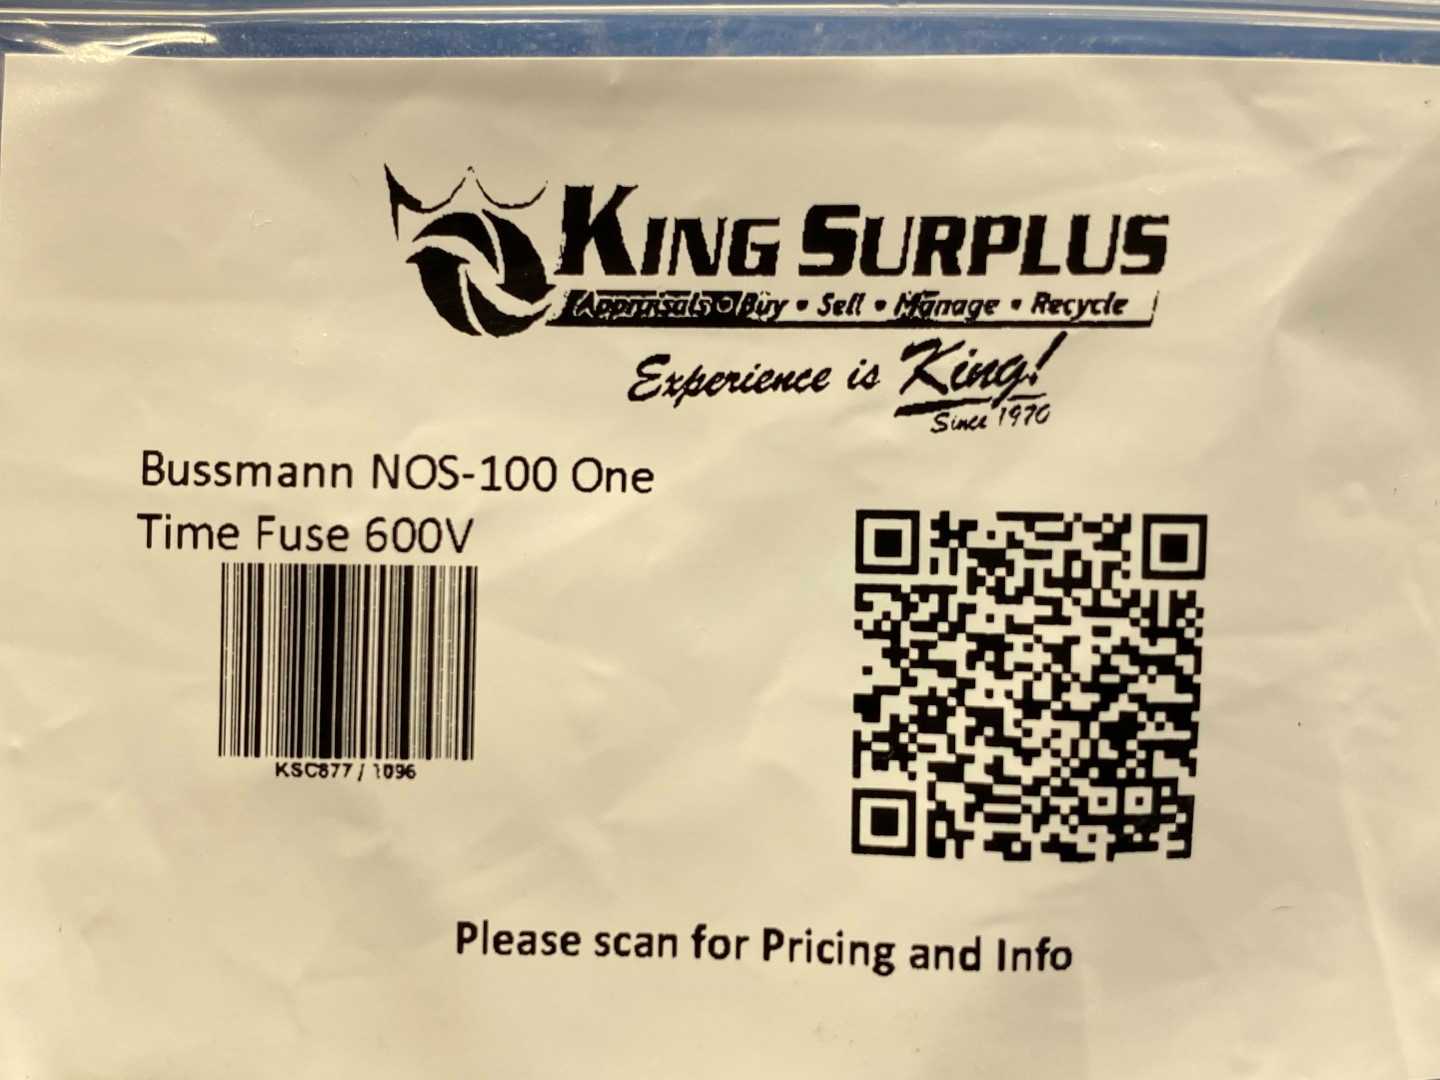 KING SURPLUS
Appraisals • Buy • Sell • Manage • Recycle
Experience is King!
Since 1970
Bussmann NOS-100 One
Time Fuse 600V
KSC877 / 1096
Please scan for Pricing and Info